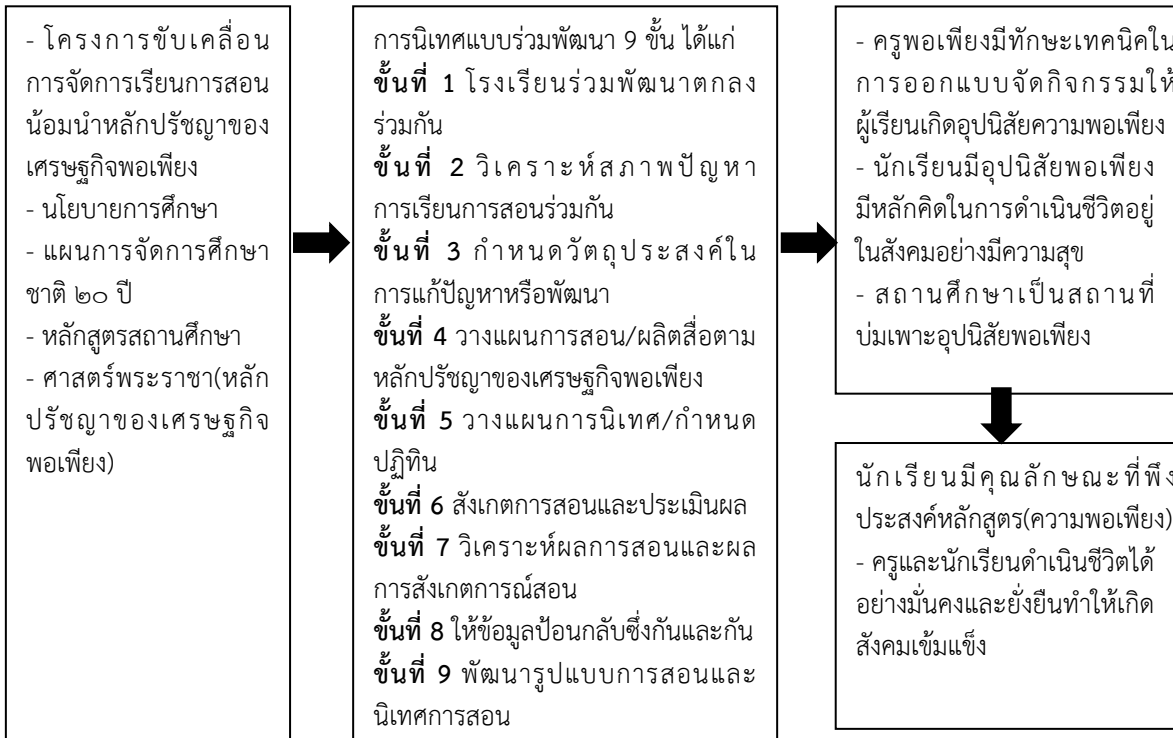 - โครงการขับเคลื่อน
การจัดการเรียนการสอน
น้อมนำหลักปรัชญาของ
เศรษฐกิจพอเพียง
- นโยบายการศึกษา
- แผนการจัดการศึกษา
ชาติ ๒๐ ปี
- หลักสูตรสถานศึกษา
- ศาสตร์พระราชา(หลัก
ปรัชญาของเศรษฐกิจ
พอเพียง)
การนิเทศแบบร่วมพัฒนา 9 ขั้น ได้แก่
ขั้นที่ 1 โรงเรียนร่วมพัฒนาตกลง
ร่วมกัน
ขั้นที่ 2 วิเคราะห์สภาพปัญหา
การเรียนการสอนร่วมกัน
ขั้นที่ 3 กำหนดวัตถุประสงค์ใน
การแก้ปัญหาหรือพัฒนา
ขั้นที่ 4 วางแผนการสอน/ผลิตสื่อตาม
หลักปรัชญาของเศรษฐกิจพอเพียง
ขั้นที่ 5 วางแผนการนิเทศ/กำหนด
ปฏิทิน
ขั้นที่ 6 สังเกตการสอนและประเมินผล
ขั้นที่ 7 วิเคราะห์ผลการสอนและผล
การสังเกตการณ์สอน
ขั้นที่ 8 ให้ข้อมูลป้อนกลับซึ่งกันและกัน
ขั้นที่ 9 พัฒนารูปแบบการสอนและ
นิเทศการสอน
- ครูพอเพียงมีทักษะเทคนิคใน
การออกแบบจัดกิจกรรมให้
ผู้เรียนเกิดอุปนิสัยความพอเพียง
- นักเรียนมีอุปนิสัยพอเพียง
มีหลักคิดในการดำเนินชีวิตอยู่
ในสังคมอย่างมีความสุข
- สถานศึกษาเป็นสถานที่
บ่มเพาะอุปนิสัยพอเพียง
นักเรียนมีคุณลักษณะที่พึง
ประสงค์หลักสูตร(ความพอเพียง)
- ครูและนักเรียนดำเนินชีวิตได้
อย่างมั่นคงและยั่งยืนทำให้เกิด
สังคมเข้มแข็ง